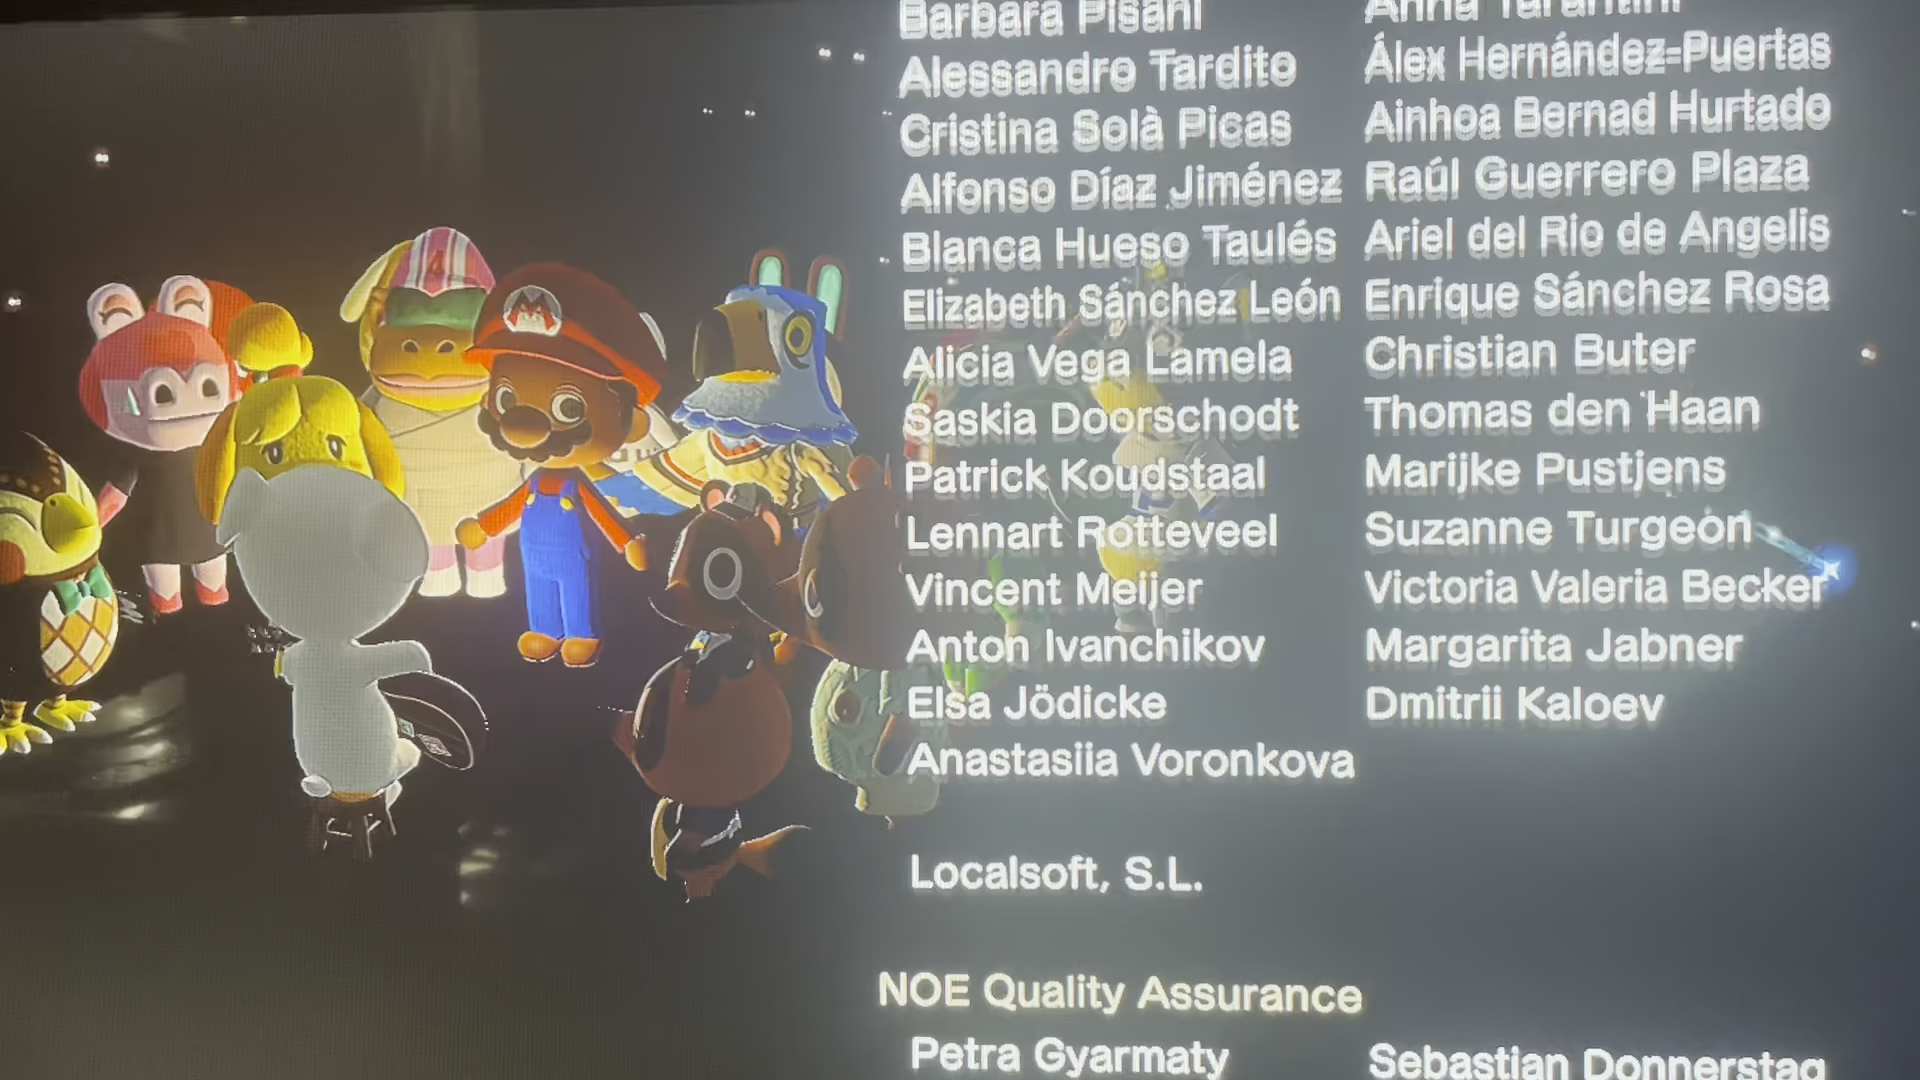 Barbara Pisani Anna Tarantini
Alessandro Tardito Álex Hernández-Puertas
Cristina Solà Picas Ainhoa Bernad Hurtado
Alfonso Díaz Jiménez Raúl Guerrero Plaza
Blanca Hueso Taulés Ariel del Rio de Angelis
Elizabeth Sánchez León Enrique Sánchez Rosa
Alicia Vega Lamela Christian Buter
Saskia Doorschodt Thomas den Haan
Patrick Koudstaal Marijke Pustjens
Lennart Rotteveel Suzanne Turgeon
Vincent Meijer Victoria Valeria Becker
Anton Ivanchikov Margarita Jabner
Elsa Jödicke Dmitrii Kaloev
Anastasiia Voronkova
Localsoft, S.L.
NOE Quality Assurance
Petra Gyarmaty Sebastian Donnerstag
M
4